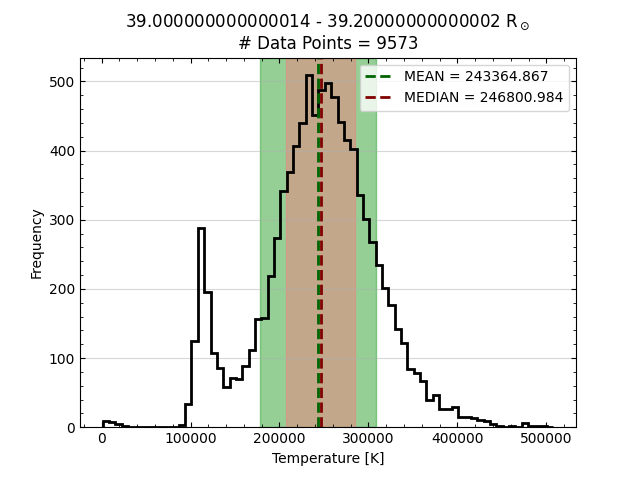 39.000000000000014 - 39.20000000000002 R⊙
# Data Points = 9573
MEAN = 243364.867
MEDIAN = 246800.984
Frequency
500
400
300
200
100
0
0 100000 200000 300000 400000 500000
Temperature [K]